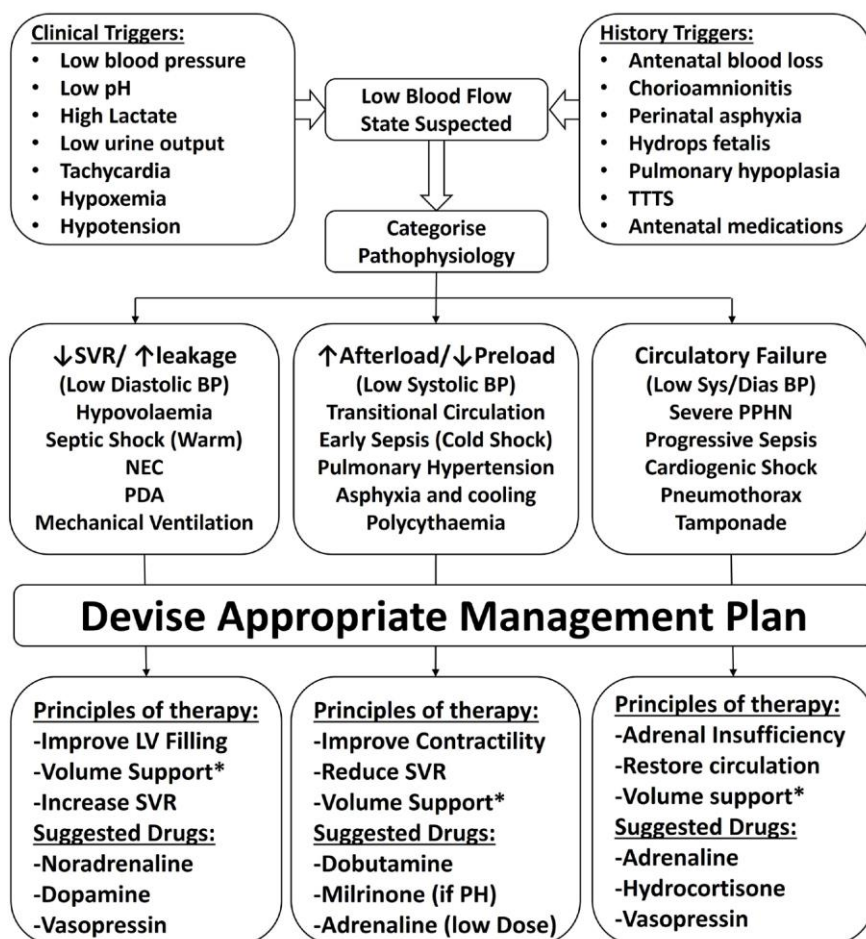 Clinical Triggers:
• Low blood pressure
• Low pH
• High Lactate
• Low urine output
• Tachycardia
• Hypoxemia
• Hypotension
Low Blood Flow
State Suspected
History Triggers:
• Antenatal blood loss
• Chorioamnionitis
• Perinatal asphyxia
• Hydrops fetalis
• Pulmonary hypoplasia
• TTTS
• Antenatal medications
Categorise
Pathophysiology
↓SVR/ ↑leakage
(Low Diastolic BP)
Hypovolaemia
Septic Shock (Warm)
NEC
PDA
Mechanical Ventilation
↑Afterload/↓Preload
(Low Systolic BP)
Transitional Circulation
Early Sepsis (Cold Shock)
Pulmonary Hypertension
Asphyxia and cooling
Polycythaemia
Circulatory Failure
(Low Sys/Dias BP)
Severe PPHN
Progressive Sepsis
Cardiogenic Shock
Pneumothorax
Tamponade
Devise Appropriate Management Plan
Principles of therapy:
-Improve LV Filling
-Volume Support*
-Increase SVR
Suggested Drugs:
-Noradrenaline
-Dopamine
-Vasopressin
Principles of therapy:
-Improve Contractility
-Reduce SVR
-Volume Support*
Suggested Drugs:
-Dobutamine
-Milrinone (if PH)
-Adrenaline (low Dose)
Principles of therapy:
-Adrenal Insufficiency
-Restore circulation
-Volume support*
Suggested Drugs:
-Adrenaline
-Hydrocortisone
-Vasopressin